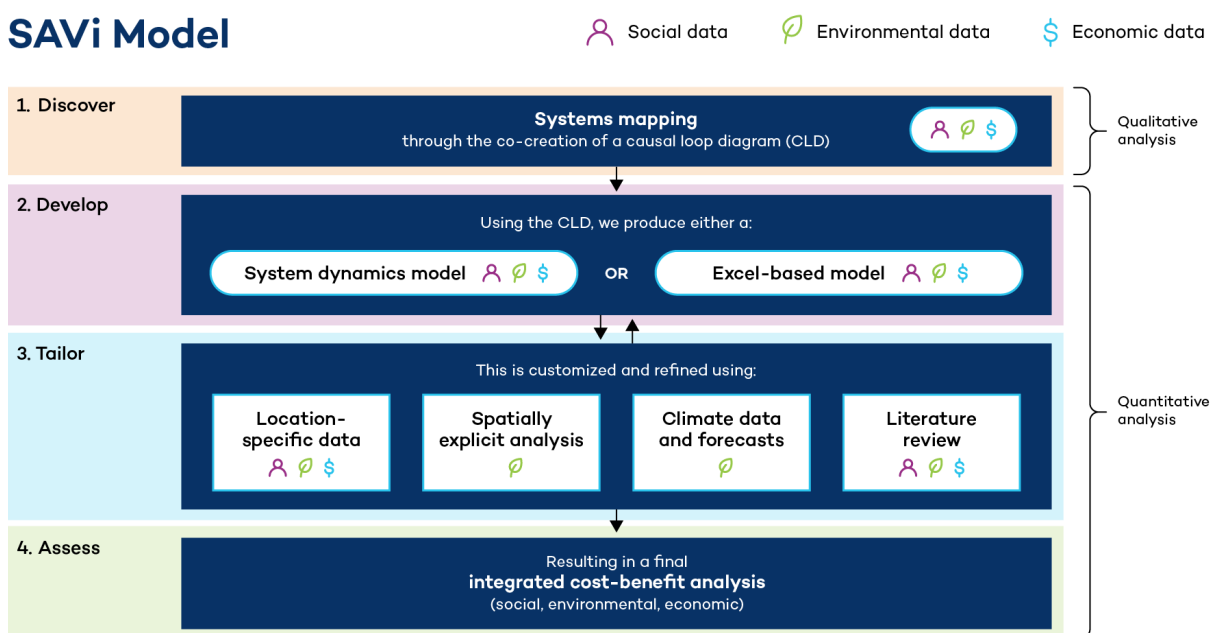 SAVi Model
Social data
Environmental data
Economic data
1. Discover
Systems mapping
through the co-creation of a causal loop diagram (CLD)
Qualitative
analysis
2. Develop
Using the CLD, we produce either a:
System dynamics model
OR
Excel-based model
3. Tailor
This is customized and refined using:
Location-
specific data
Spatially
explicit analysis
Climate data
and forecasts
Literature
review
Quantitative
analysis
4. Assess
Resulting in a final
integrated cost-benefit analysis
(social, environmental, economic)